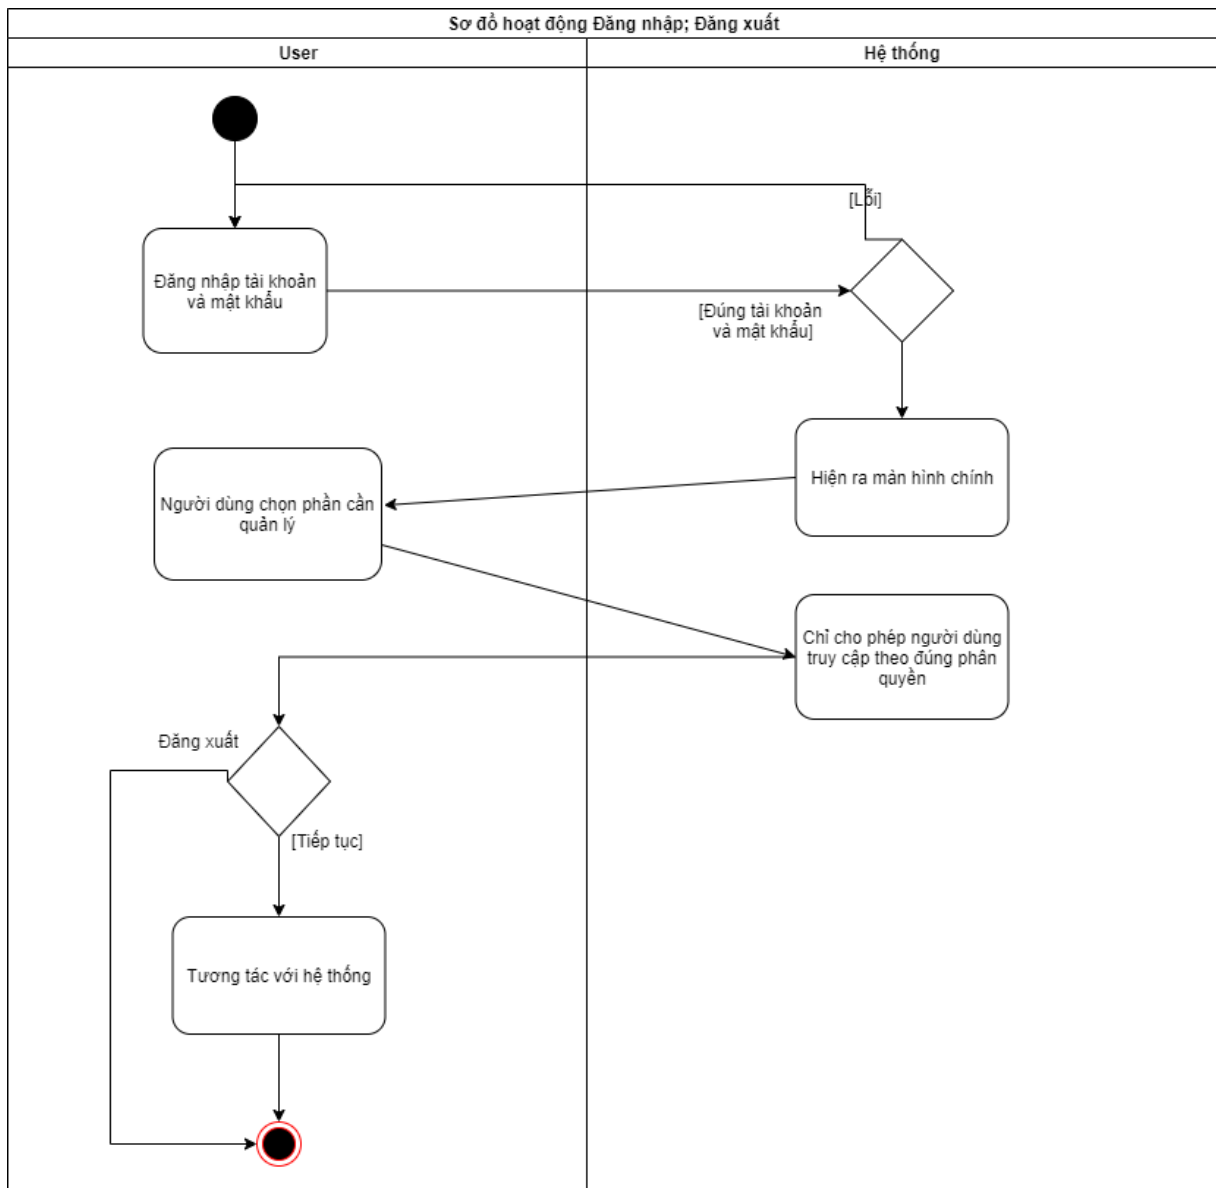 Sơ đồ hoạt động Đăng nhập; Đăng xuất
User
Hệ thống
[Lỗi]
Đăng nhập tài khoản
và mật khẩu
[Đúng tài khoản
và mật khẩu]
Hiện ra màn hình chính
Người dùng chọn phần cần
quản lý
Chỉ cho phép người dùng
truy cập theo đúng phân
quyền
Đăng xuất
[Tiếp tục]
Tương tác với hệ thống